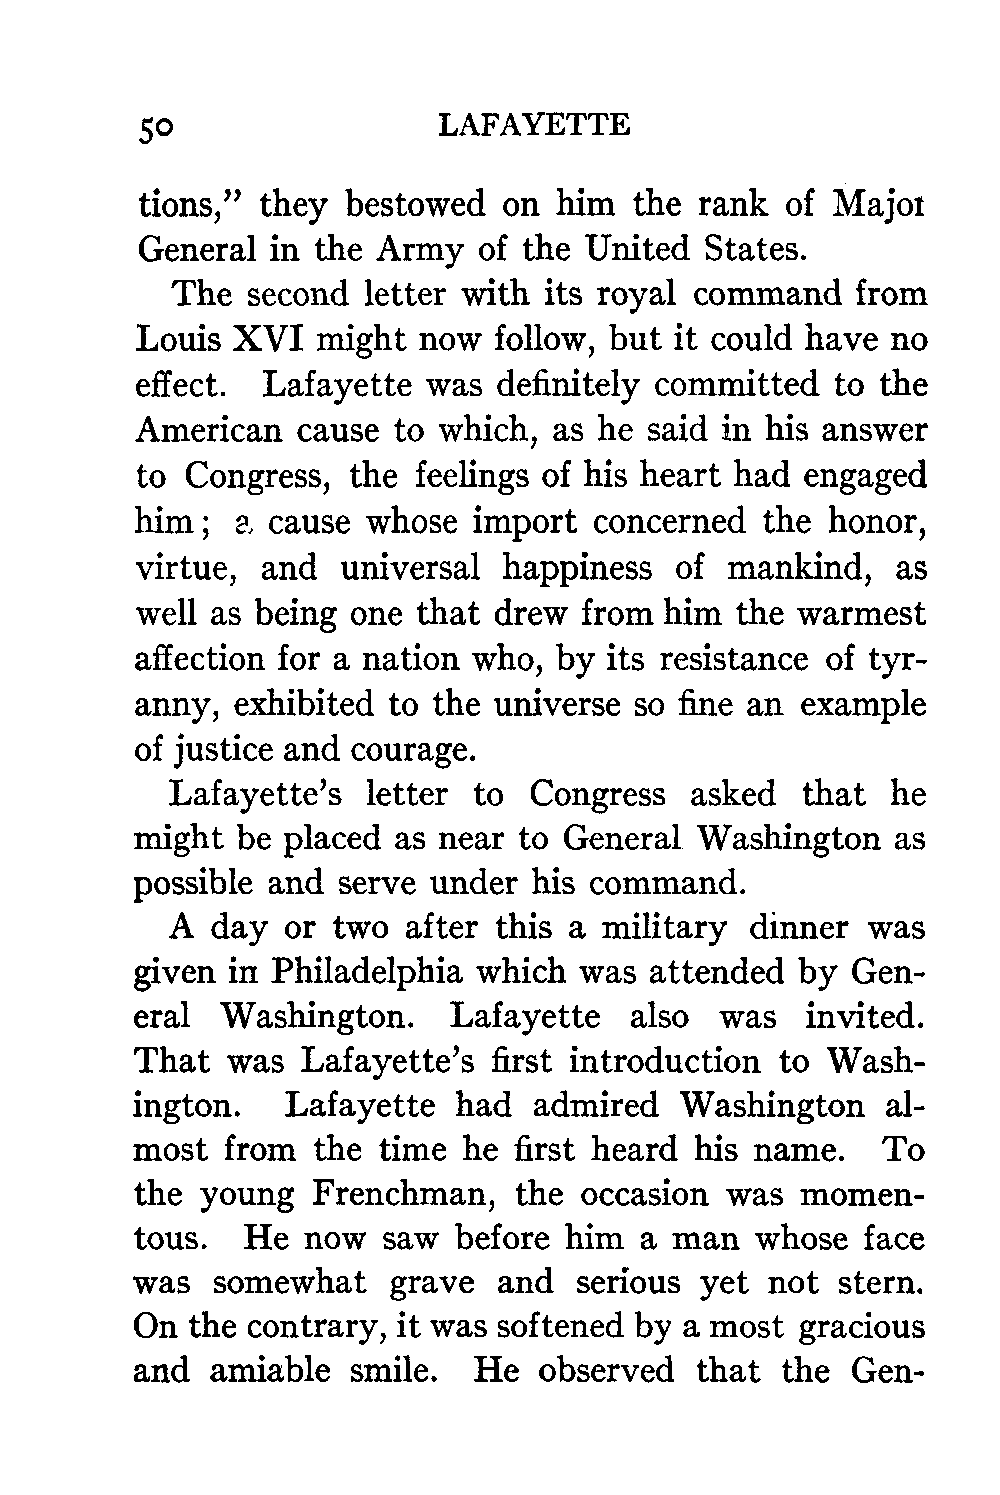 50 LAFAYETTE
tions,” they bestowed on him the rank of Major
General in the Army of the United States.
The second letter with its royal command from
Louis XVI might now follow, but it could have no
effect. Lafayette was definitely committed to the
American cause to which, as he said in his answer
to Congress, the feelings of his heart had engaged
him; a cause whose import concerned the honor,
virtue, and universal happiness of mankind, as
well as being one that drew from him the warmest
affection for a nation who, by its resistance of tyr-
anny, exhibited to the universe so fine an example
of justice and courage.
Lafayette’s letter to Congress asked that he
might be placed as near to General Washington as
possible and serve under his command.
A day or two after this a military dinner was
given in Philadelphia which was attended by Gen-
eral Washington. Lafayette also was invited.
That was Lafayette’s first introduction to Wash-
ington. Lafayette had admired Washington al-
most from the time he first heard his name. To
the young Frenchman, the occasion was momen-
tous. He now saw before him a man whose face
was somewhat grave and serious yet not stern.
On the contrary, it was softened by a most gracious
and amiable smile. He observed that the Gen-